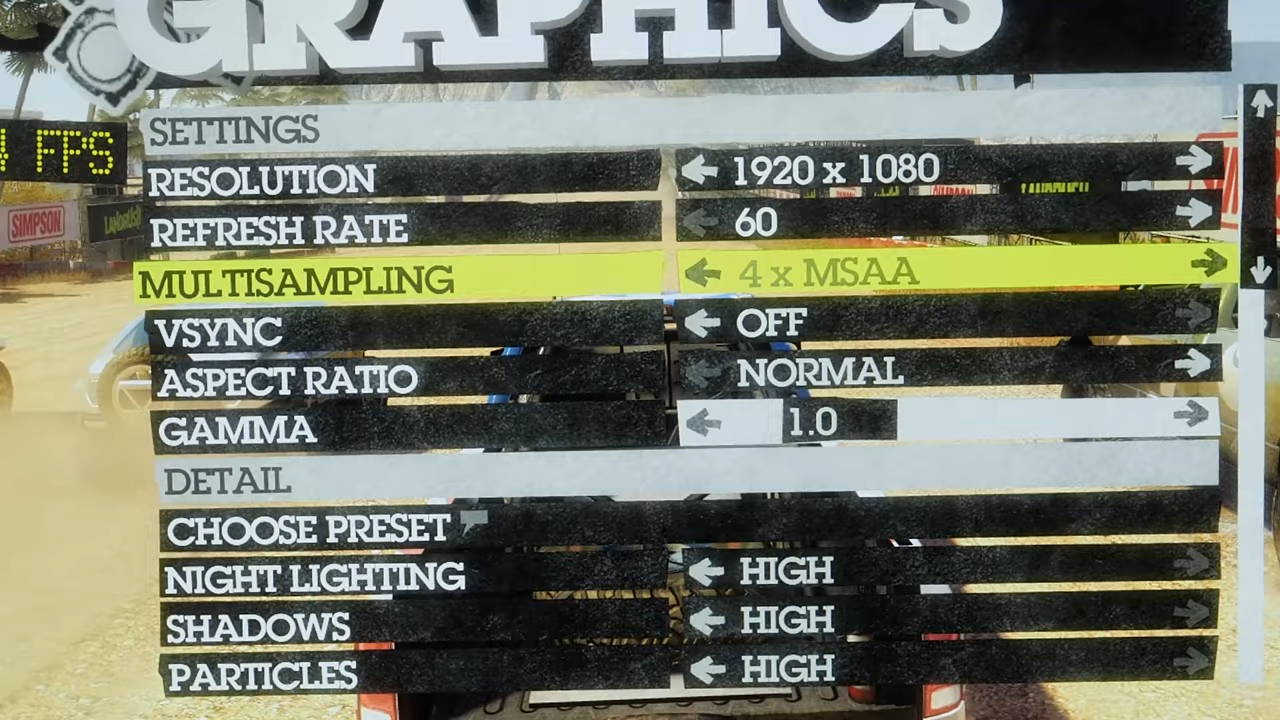 GRAPHICS
SETTINGS
FPS
RESOLUTION 1920 x 1080
REFRESH RATE 60
SIMPSON
MULTISAMPLING 4 x MSAA
VSYNC OFF
ASPECT RATIO NORMAL
GAMMA 1.0
DETAIL
CHOOSE PRESET
NIGHT LIGHTING HIGH
SHADOWS HIGH
PARTICLES HIGH